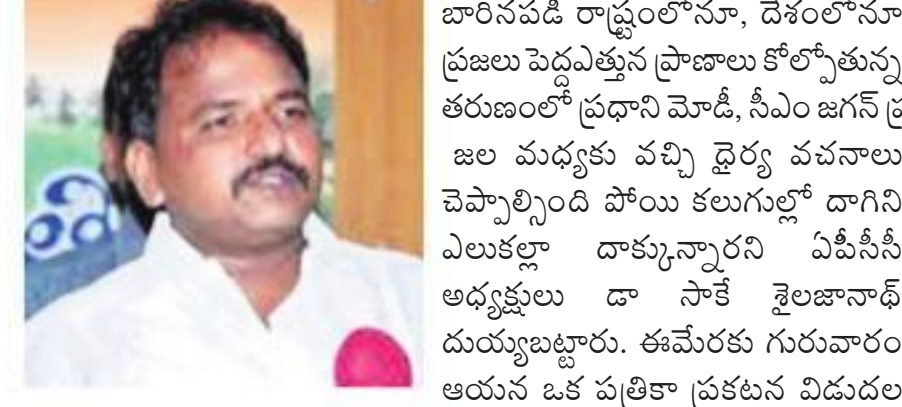 బారినపడి రాష్ట్రంలోనూ, దేశంలోనూ
ప్రజలు పెద్దఎత్తున ప్రాణాలు కోల్పోతున్న
తరుణంలో ప్రధాని మోడీ, సీఎం జగన్ ప్ర
జల మధ్యకు వచ్చి ధైర్య వచనాలు
చెప్పాల్సింది పోయి కలుగుల్లో దాగిని
ఎలుకల్లా దాక్కున్నారని ఏపీసీసీ
అధ్యక్షులు డా సాకే శైలజానాథ్
దుయ్యబట్టారు. ఈమేరకు గురువారం
ఆయన ఒక పత్రికా ప్రకటన విడుదల